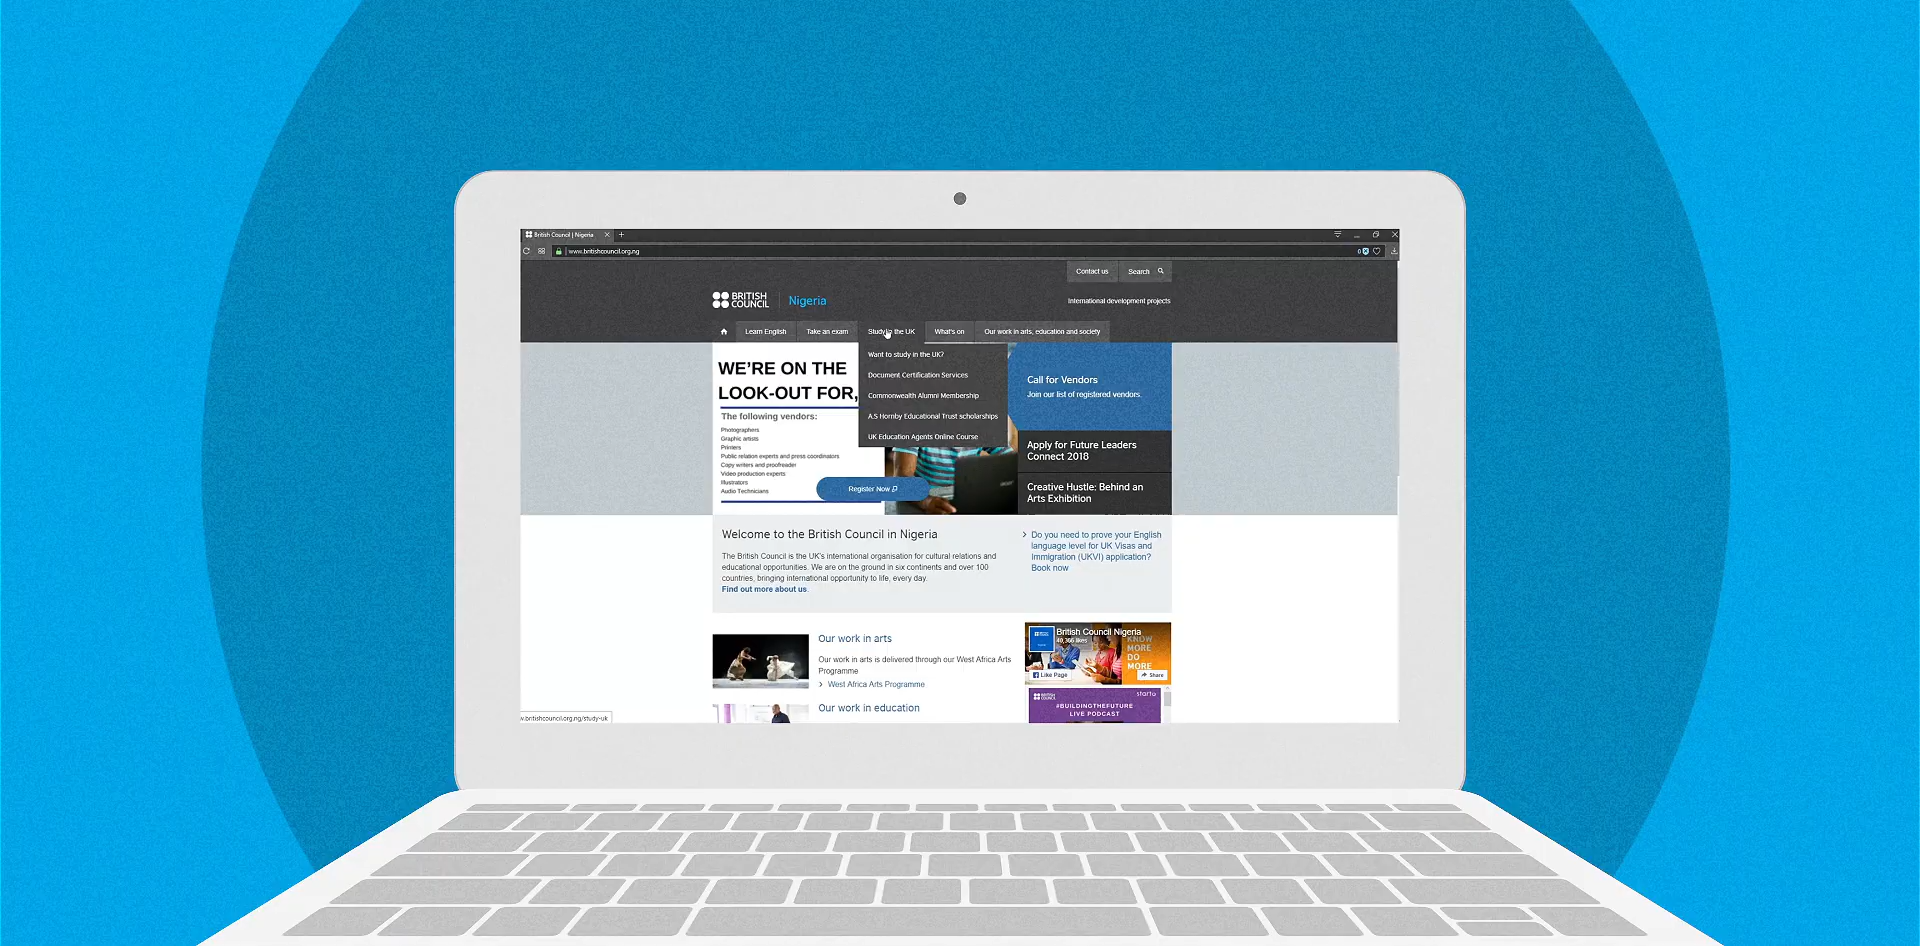 British Council | Nigeria
www.britishcouncil.org.ng
0
Contact us
Search
BRITISH
COUNCIL
Nigeria
International development projects
Learn English
Take an exam
Study in the UK
What's on
Our work in arts, education and society
Want to study in the UK?
Document Certification Services
Commonwealth Alumni Membership
A.S Hornby Educational Trust scholarships
UK Education Agents Online Course
WE'RE ON THE
LOOK-OUT FOR,
The following vendors:
Photographers
Graphic artists
Printers
Public relation experts and press coordinators
Copy writers and proofreader
Video production experts
Illustrators
Audio Technicians
Register Now
acer
Call for Vendors
Join our list of registered vendors.
Apply for Future Leaders
Connect 2018
Creative Hustle: Behind an
Arts Exhibition
Welcome to the British Council in Nigeria
The British Council is the UK's international organisation for cultural relations and
educational opportunities. We are on the ground in six continents and over 100
countries, bringing international opportunity to life, every day.
Find out more about us.
Do you need to prove your English
language level for UK Visas and
Immigration (UKVI) application?
Book now
Our work in arts
Our work in arts is delivered through our West Africa Arts
Programme
West Africa Arts Programme
Our work in education
British Council Nigeria
likes
KNOW
MORE
DO
MORE
Like Page
Share
BRITISH
COUNCIL
#BUILDINGTHEFUTURE
LIVE PODCAST
v.britishcouncil.org.ng/study-uk